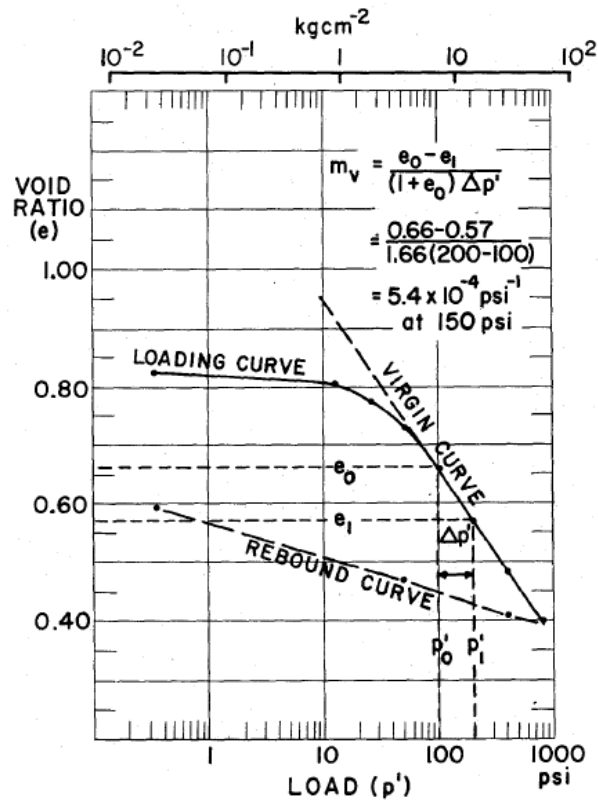 kgcm⁻²
10⁻² 10⁻¹ 1 10 10²
m_v = e₀-e₁ / (1+e₀) Δp'
= 0.66-0.57 / 1.66(200-100)
= 5.4 x 10⁻⁴ psi⁻¹
at 150 psi
VOID
RATIO
(e)
1.00
0.80
0.60
0.40
LOADING CURVE
VIRGIN CURVE
e₀
e₁
Δp'
REBOUND CURVE
p'₀ p'₁
1 10 100 1000
LOAD (p') psi